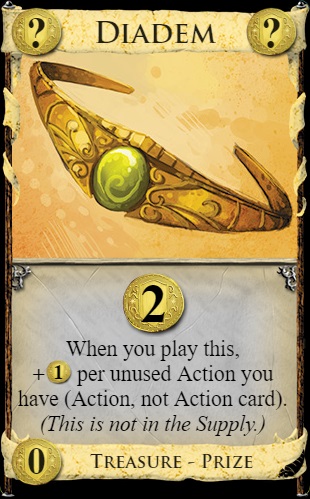 ? DIADEM ?
2
When you play this,
+1 per unused Action you
have (Action, not Action card).
(This is not in the Supply.)
0 TREASURE - PRIZE